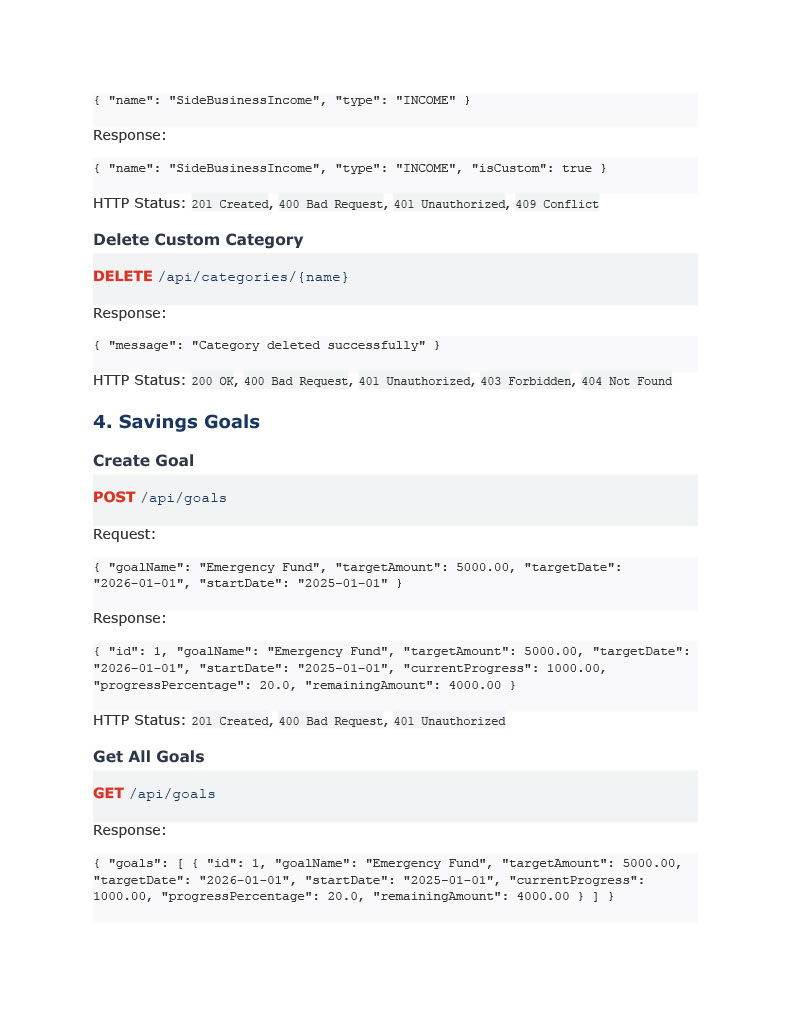 { "name": "SideBusinessIncome", "type": "INCOME" }
Response:
{ "name": "SideBusinessIncome", "type": "INCOME", "isCustom": true }
HTTP Status: 201 Created, 400 Bad Request, 401 Unauthorized, 409 Conflict
Delete Custom Category
DELETE /api/categories/{name}
Response:
{ "message": "Category deleted successfully" }
HTTP Status: 200 OK, 400 Bad Request, 401 Unauthorized, 403 Forbidden, 404 Not Found
4. Savings Goals
Create Goal
POST /api/goals
Request:
{ "goalName": "Emergency Fund", "targetAmount": 5000.00, "targetDate":
"2026-01-01", "startDate": "2025-01-01" }
Response:
{ "id": 1, "goalName": "Emergency Fund", "targetAmount": 5000.00, "targetDate":
"2026-01-01", "startDate": "2025-01-01", "currentProgress": 1000.00,
"progressPercentage": 20.0, "remainingAmount": 4000.00 }
HTTP Status: 201 Created, 400 Bad Request, 401 Unauthorized
Get All Goals
GET /api/goals
Response:
{ "goals": [ { "id": 1, "goalName": "Emergency Fund", "targetAmount": 5000.00,
"targetDate": "2026-01-01", "startDate": "2025-01-01", "currentProgress":
1000.00, "progressPercentage": 20.0, "remainingAmount": 4000.00 } ] }